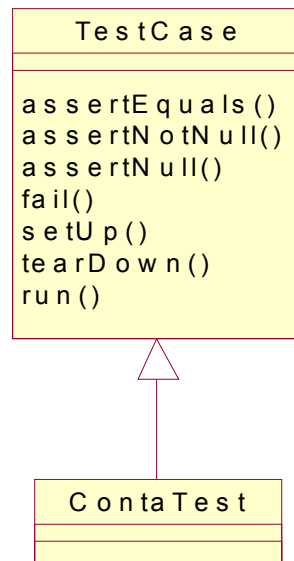 TestCase
assertEquals()
assertNotNull()
assertNull()
fail()
setUp()
tearDown()
run()
ContaTest